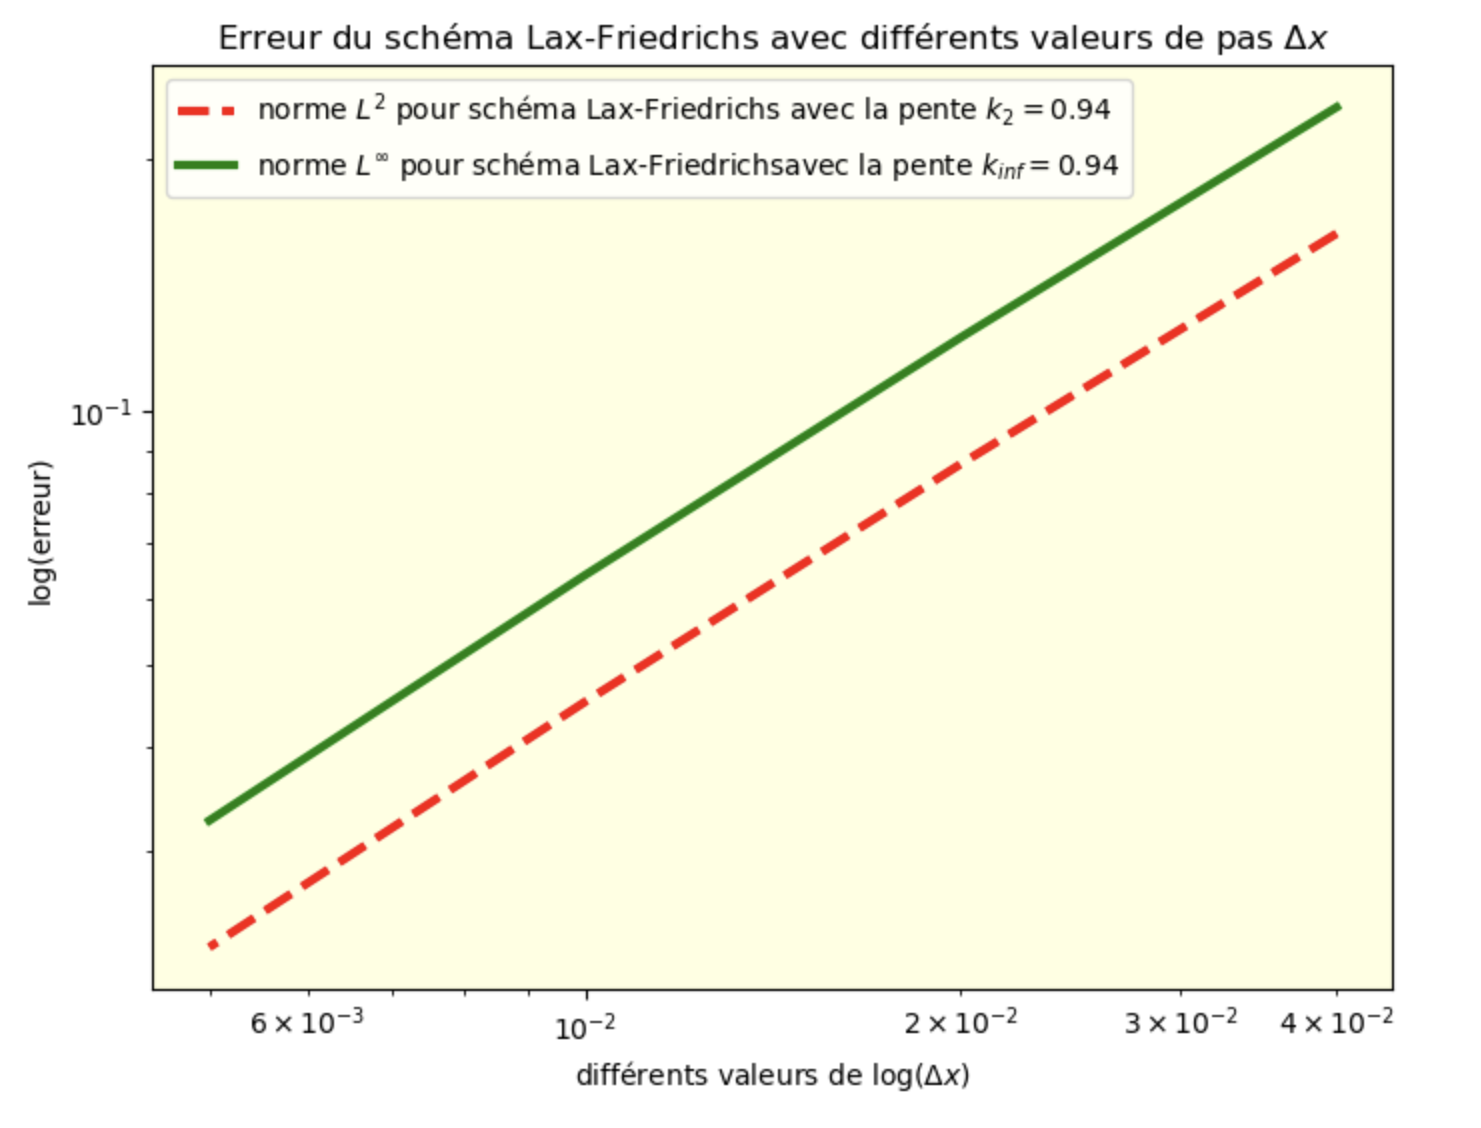 Erreur du schéma Lax-Friedrichs avec différents valeurs de pas Δx
norme L² pour schéma Lax-Friedrichs avec la pente k₂ = 0.94
norme L^∞ pour schéma Lax-Friedrichsavec la pente k_inf = 0.94
10⁻¹
log(erreur)
6 × 10⁻³
10⁻²
2 × 10⁻²
3 × 10⁻²
4 × 10⁻²
différents valeurs de log(Δx)